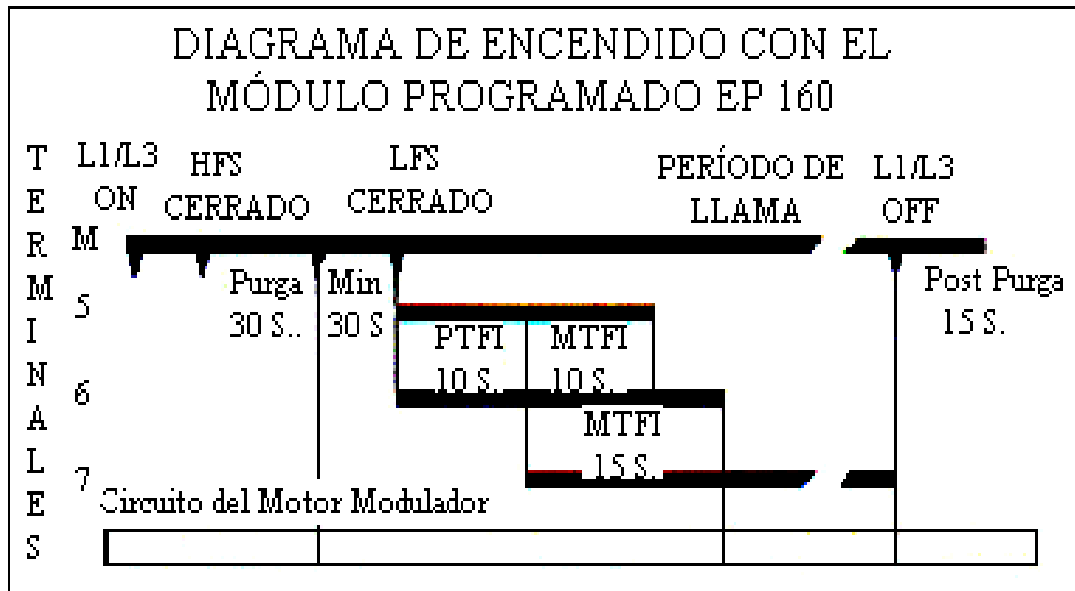 DIAGRAMA DE ENCENDIDO CON EL
MÓDULO PROGRAMADO EP 160
TERMINALES
L1/L3
ON
HFS
CERRADO
LFS
CERRADO
PERÍODO DE
LLAMA
L1/L3
OFF
M
Purga
30 S..
Min
30 S
Post Purga
15 S.
5
PTFI
10 S.
MTFI
10 S.
6
MTFI
15 S.
7
Circuito del Motor Modulador